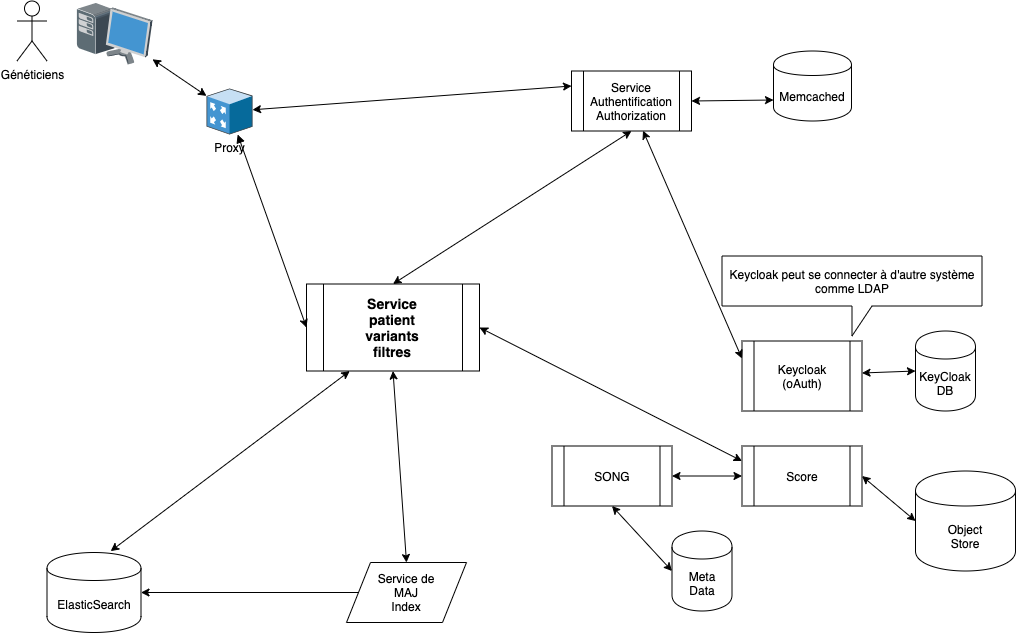 Généticiens
Proxy
Service
Authentification
Authorization
Memcached
Service
patient
variants
filtres
Keycloak peut se connecter à d'autre système
comme LDAP
Keycloak
(oAuth)
KeyCloak
DB
SONG
Score
Object
Store
Meta
Data
ElasticSearch
Service de
MAJ
Index